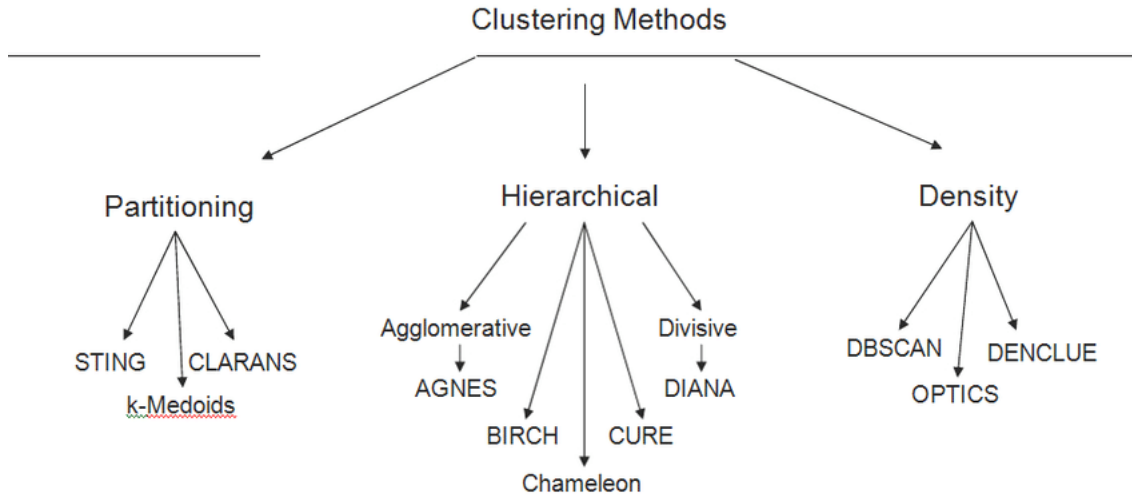 Clustering Methods
Partitioning
Hierarchical
Density
STING
CLARANS
k-Medoids
Agglomerative
Divisive
AGNES
DIANA
BIRCH
CURE
Chameleon
DBSCAN
DENCLUE
OPTICS